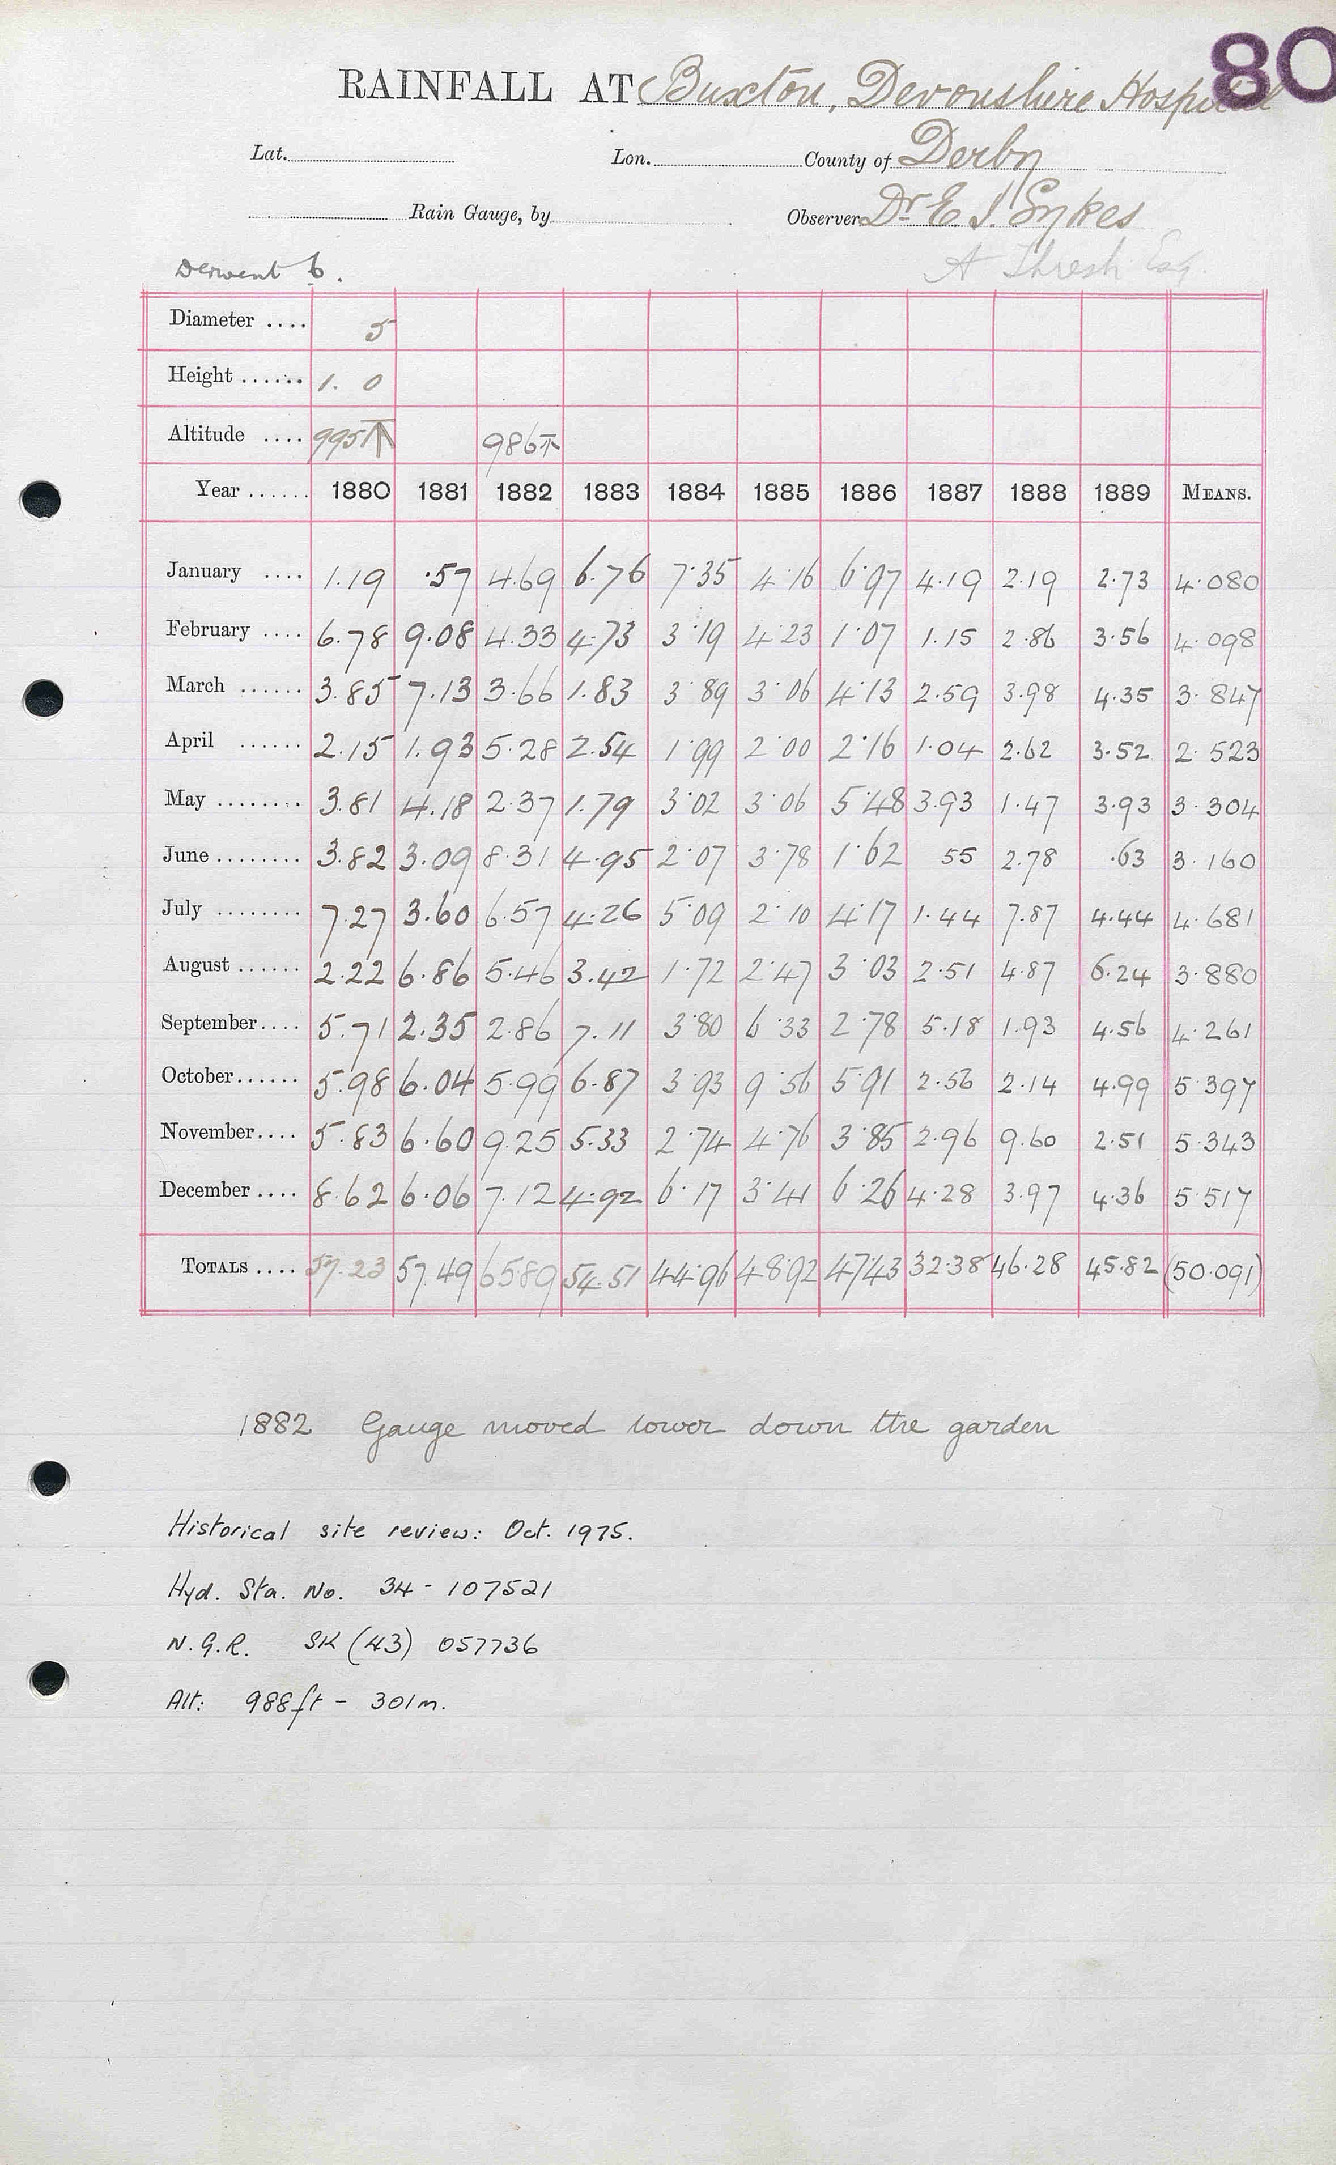 80
RAINFALL AT Buxton, Devonshire Hospital
Lat. Lon. County of Derby
Rain Gauge, by Observer Dr E. J. Sykes
Derwent 6. A Thresh Esq.
Diameter .... 5
Height ...... 1. 0
Altitude .... 995 986
Year ...... 1880 1881 1882 1883 1884 1885 1886 1887 1888 1889 MEANS.
January .... 1.19 .57 4.69 6.76 7.35 4.16 6.97 4.19 2.19 2.73 4.080
February .... 6.78 9.08 4.33 4.73 3.19 4.23 1.07 1.15 2.86 3.56 4.098
March ...... 3.85 7.13 3.66 1.83 3.89 3.06 4.13 2.59 3.98 4.35 3.847
April ...... 2.15 1.93 5.28 2.54 1.99 2.00 2.16 1.04 2.62 3.52 2.523
May ........ 3.81 4.18 2.37 1.79 3.02 3.06 5.48 3.93 1.47 3.93 3.304
June ........ 3.82 3.09 8.31 4.95 2.07 3.78 1.62 55 2.78 .63 3.160
July ........ 7.27 3.60 6.57 4.26 5.09 2.10 4.17 1.44 7.87 4.44 4.681
August ...... 2.22 6.86 5.46 3.42 1.72 2.47 3.03 2.51 4.87 6.24 3.880
September .... 5.71 2.35 2.86 7.11 3.80 6.33 2.78 5.18 1.93 4.56 4.261
October ...... 5.98 6.04 5.99 6.87 3.93 9.56 5.91 2.56 2.14 4.99 5.397
November .... 5.83 6.60 9.25 5.33 2.74 4.76 3.85 2.96 9.60 2.51 5.343
December .... 8.62 6.06 7.12 4.92 6.17 3.41 6.26 4.28 3.97 4.36 5.517
TOTALS .... 57.23 57.49 65.89 54.51 44.96 48.92 47.43 32.38 46.28 45.82 (50.091)
1882 Gauge moved lower down the garden
Historical site review: Oct. 1975.
Hyd. Sta. No. 34 - 107521
N.G.R. SK (43) 057736
Alt: 988ft - 301m.